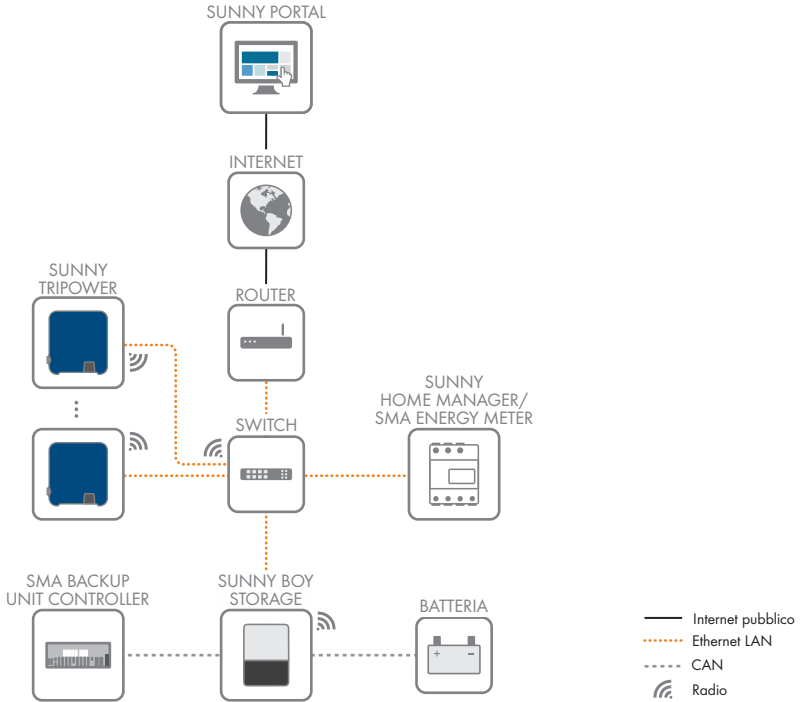 SUNNY PORTAL
INTERNET
SUNNY
TRIPOWER
ROUTER
SUNNY
HOME MANAGER/
SMA ENERGY METER
SWITCH
SMA BACKUP
UNIT CONTROLLER
SUNNY BOY
STORAGE
BATTERIA
Internet pubblico
Ethernet LAN
CAN
Radio